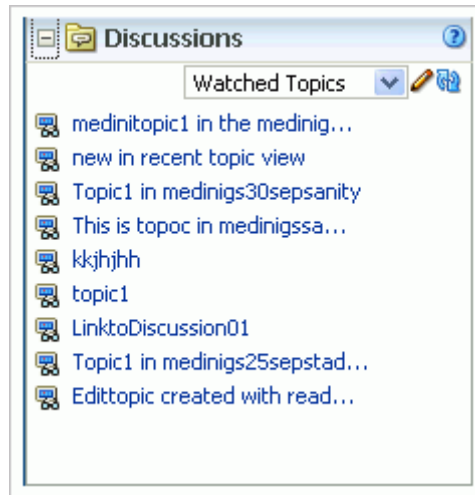 Discussions
Watched Topics
medinitopic1 in the medinig...
new in recent topic view
Topic1 in medinigs30sepsanity
This is topoc in medinigssa...
kkjhjhh
topic1
LinktoDiscussion01
Topic1 in medinigs25sepstad...
Edittopic created with read...